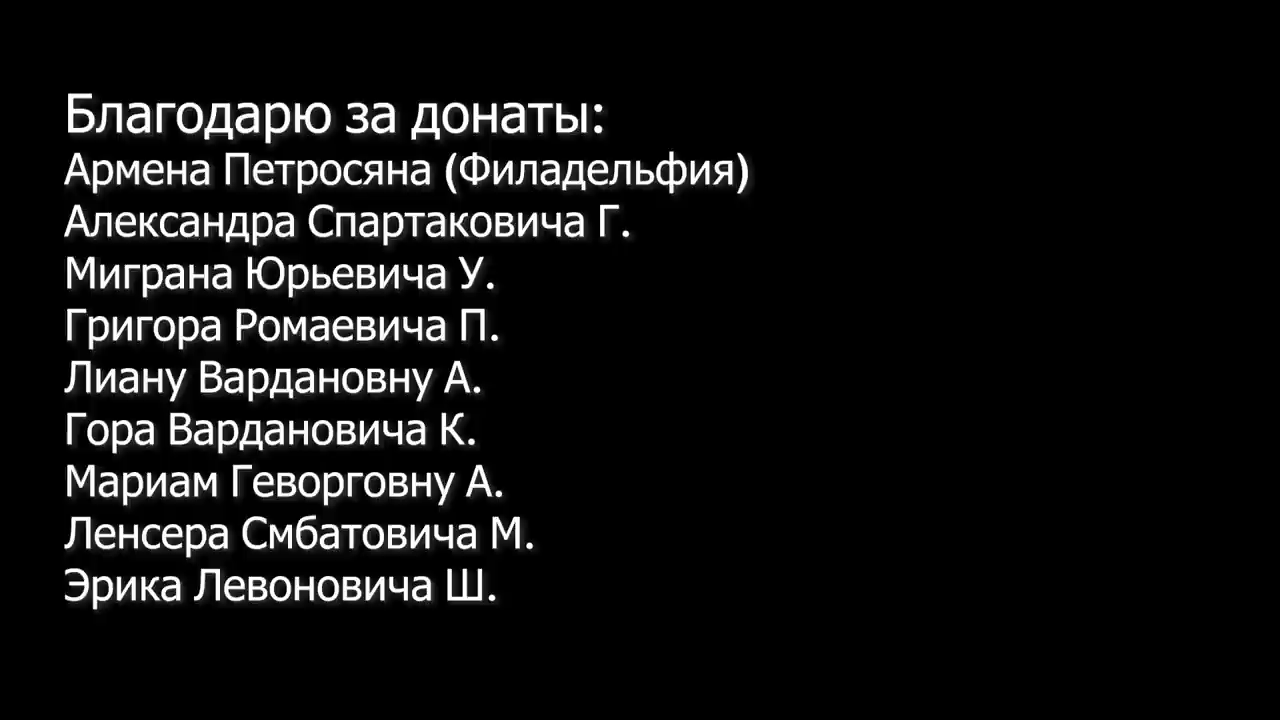 Благодарю за донаты:
Армена Петросяна (Филадельфия)
Александра Спартаковича Г.
Миграна Юрьевича У.
Григора Ромаевича П.
Лиану Вардановну А.
Гора Вардановича К.
Мариам Геворговну А.
Ленсера Смбатовича М.
Эрика Левоновича Ш.